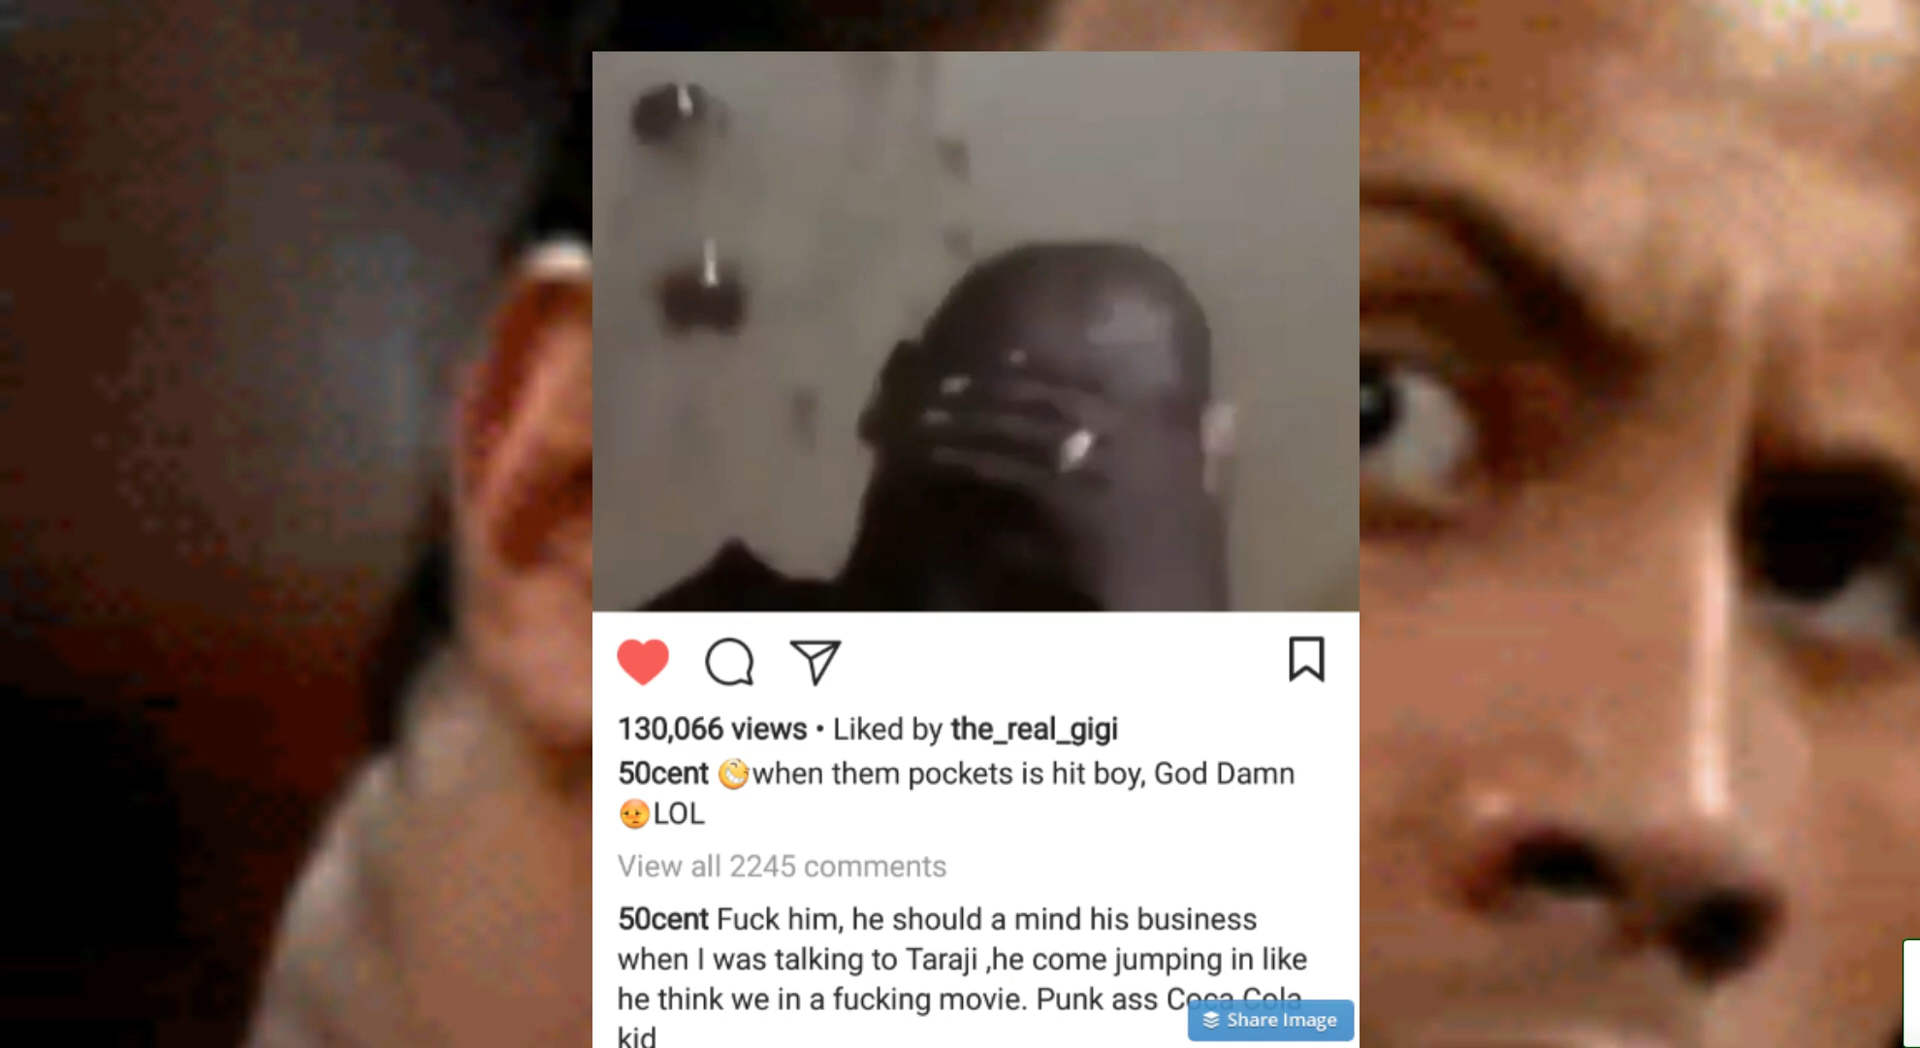 130,066 views • Liked by the_real_gigi
50cent 😆when them pockets is hit boy, God Damn
😳LOL
View all 2245 comments
50cent Fuck him, he should a mind his business
when I was talking to Taraji ,he come jumping in like
he think we in a fucking movie. Punk ass Coca Cola
kid
Share Image